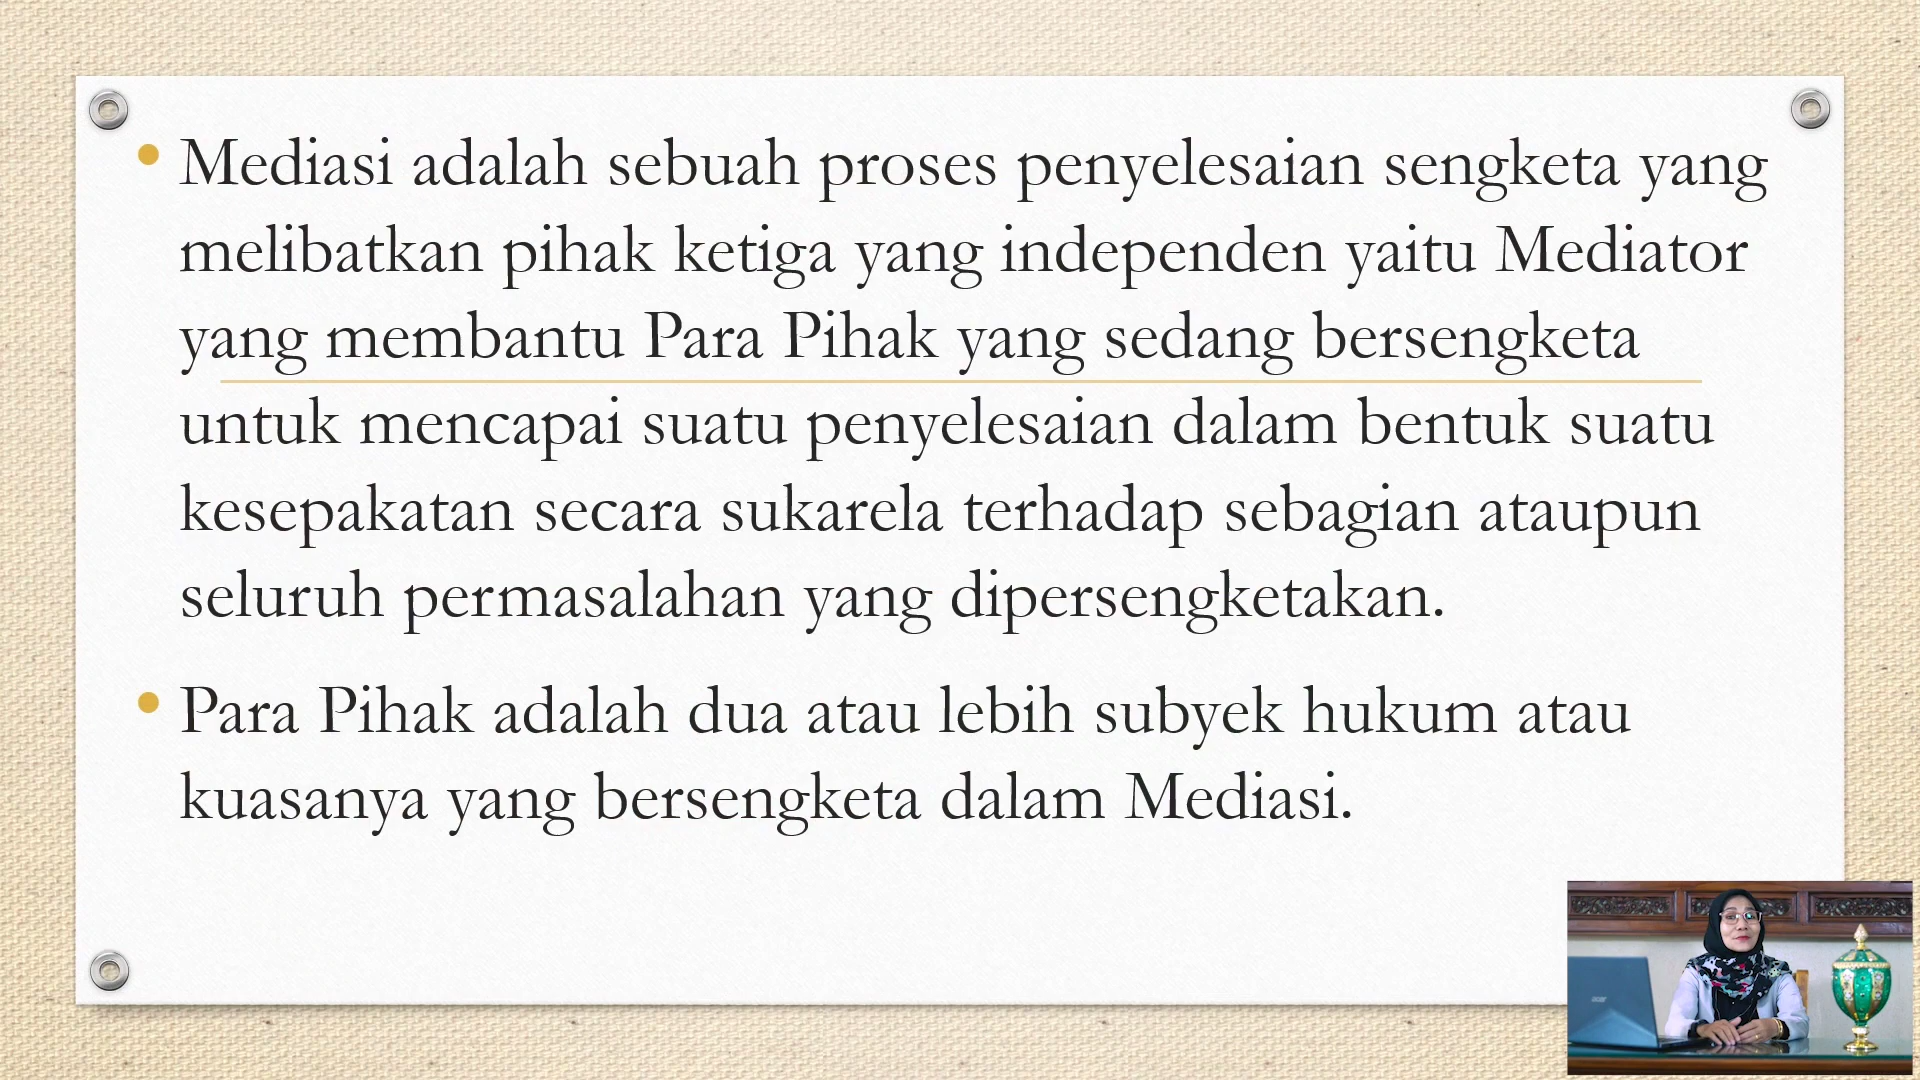 • Mediasi adalah sebuah proses penyelesaian sengketa yang
melibatkan pihak ketiga yang independen yaitu Mediator
yang membantu Para Pihak yang sedang bersengketa
untuk mencapai suatu penyelesaian dalam bentuk suatu
kesepakatan secara sukarela terhadap sebagian ataupun
seluruh permasalahan yang dipersengketakan.
• Para Pihak adalah dua atau lebih subyek hukum atau
kuasanya yang bersengketa dalam Mediasi.
acer